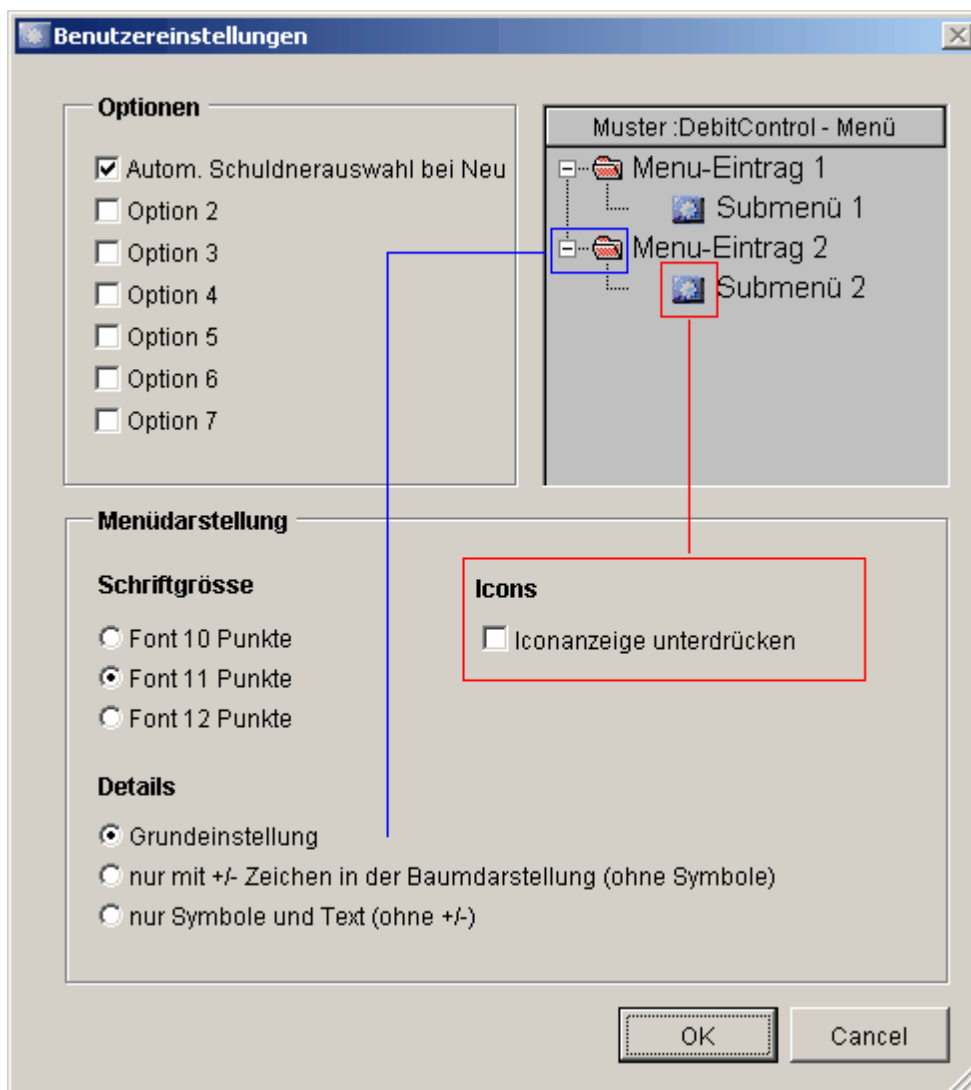 Benutzereinstellungen
Optionen
Autom. Schuldnerauswahl bei Neu
Option 2
Option 3
Option 4
Option 5
Option 6
Option 7
Muster :DebitControl - Menü
Menu-Eintrag 1
Submenü 1
Menu-Eintrag 2
Submenü 2
Menüdarstellung
Schriftgrösse
Font 10 Punkte
Font 11 Punkte
Font 12 Punkte
Icons
Iconanzeige unterdrücken
Details
Grundeinstellung
nur mit +/- Zeichen in der Baumdarstellung (ohne Symbole)
nur Symbole und Text (ohne +/-)
OK
Cancel